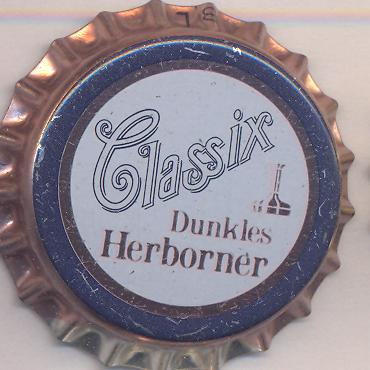 Classix
Dunkles
Herborner